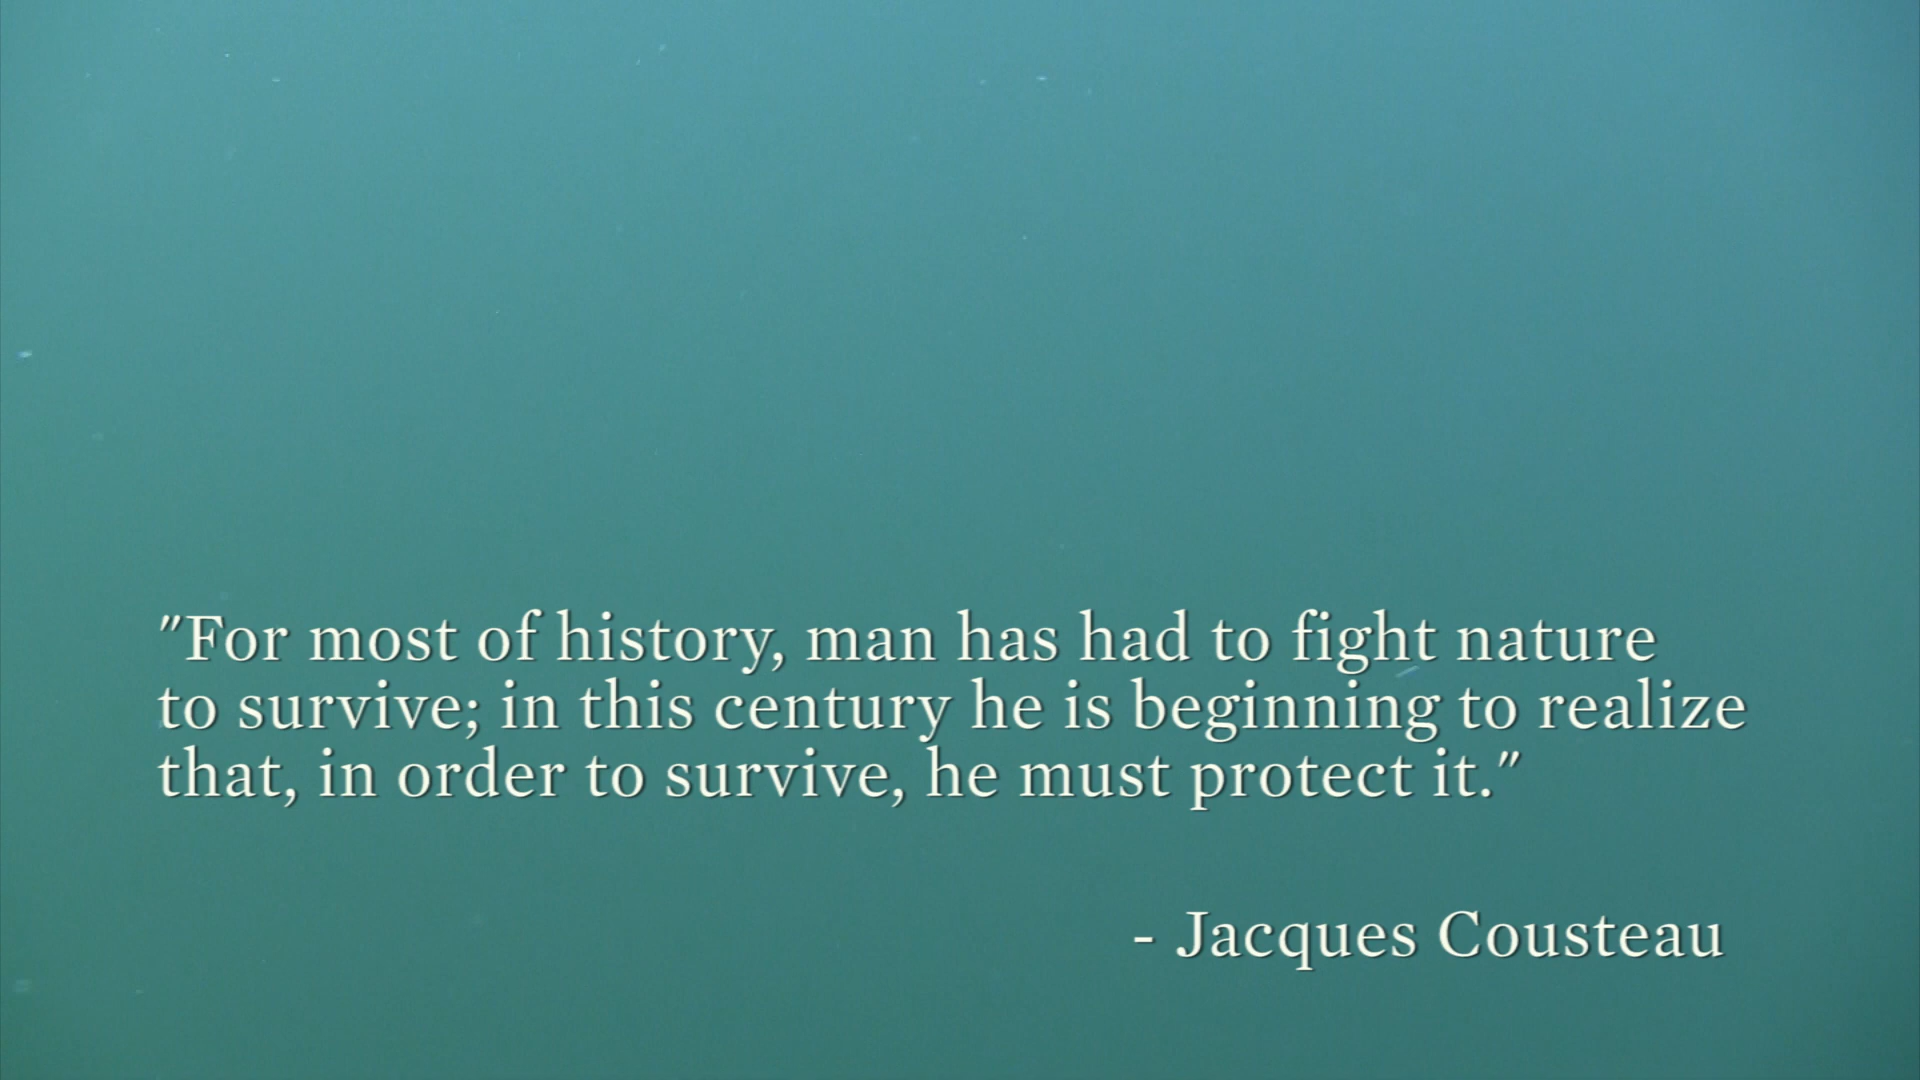 "For most of history, man has had to fight nature
to survive; in this century he is beginning to realize
that, in order to survive, he must protect it."
- Jacques Cousteau